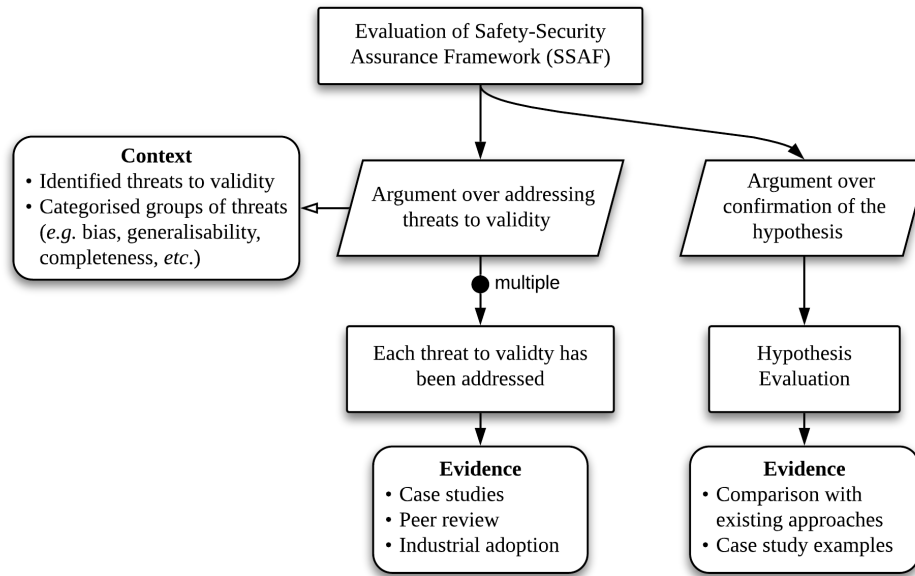 Evaluation of Safety-Security
Assurance Framework (SSAF)
Context
• Identified threats to validity
• Categorised groups of threats
(e.g. bias, generalisability,
completeness, etc.)
Argument over addressing
threats to validity
Argument over
confirmation of the
hypothesis
multiple
Each threat to validty has
been addressed
Hypothesis
Evaluation
Evidence
• Case studies
• Peer review
• Industrial adoption
Evidence
• Comparison with
existing approaches
• Case study examples